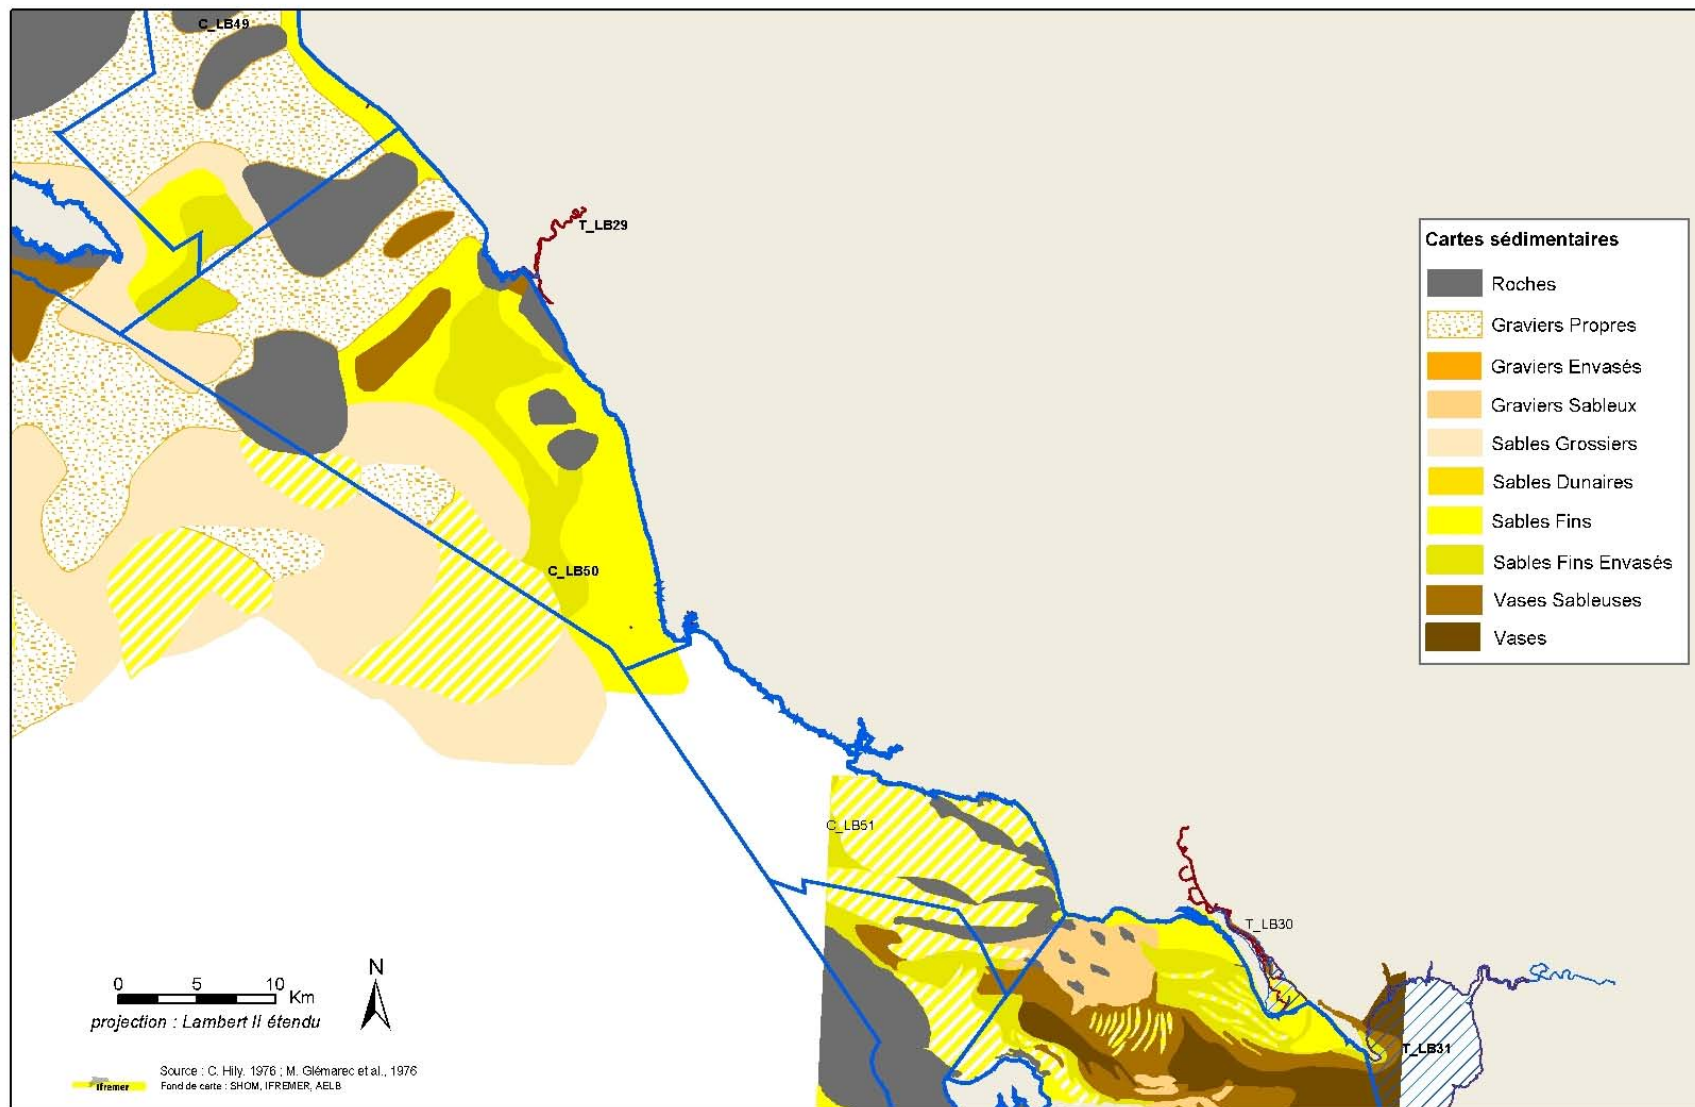 C_LB49
T_LB29
Cartes sédimentaires
Roches
Graviers Propres
Graviers Envasés
Graviers Sableux
Sables Grossiers
Sables Dunaires
Sables Fins
Sables Fins Envasés
Vases Sableuses
Vases
C_LB50
C_LB51
T_LB30
T_LB31
0 5 10 Km
N
projection : Lambert II étendu
Source : C. Hily. 1976 ; M. Glémarec et al., 1976
Ifremer Fond de carte : SHOM, IFREMER, AELB